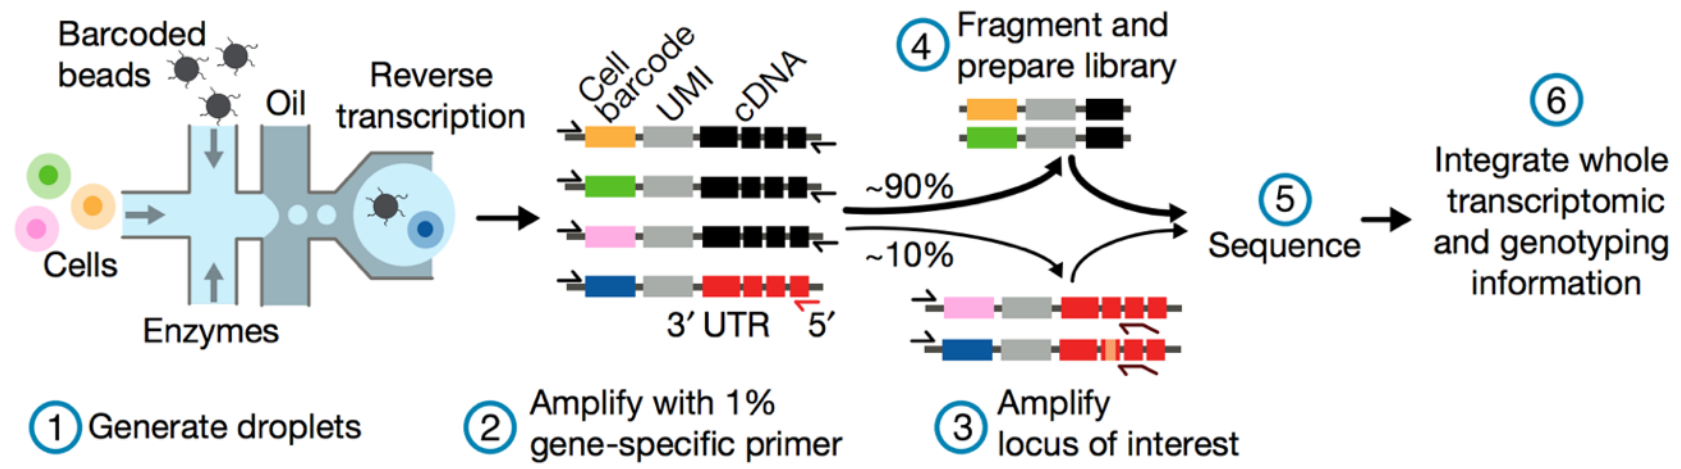 Barcoded
beads
Oil
Reverse
transcription
Cells
Enzymes
1 Generate droplets
Cell
barcode
UMI
cDNA
3′ UTR 5′
2 Amplify with 1%
gene-specific primer
~90%
~10%
4 Fragment and
prepare library
3 Amplify
locus of interest
5
Sequence
6
Integrate whole
transcriptomic
and genotyping
information